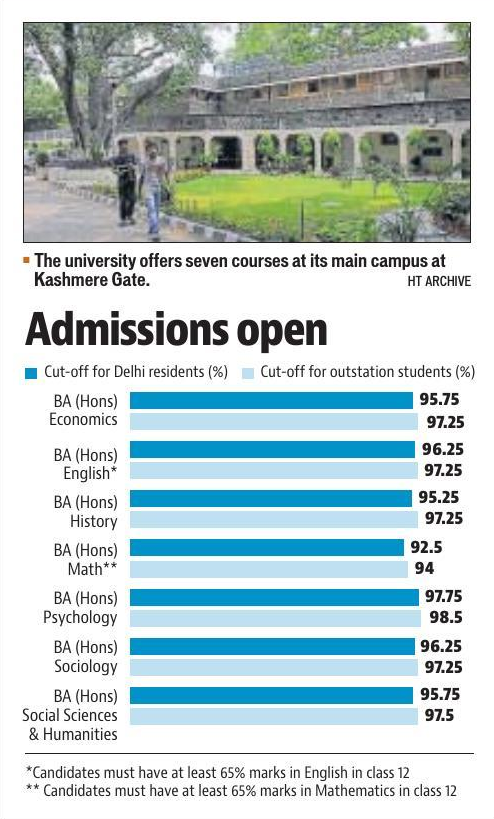 The university offers seven courses at its main campus at
Kashmere Gate.
HT ARCHIVE
Admissions open
Cut-off for Delhi residents (%) Cut-off for outstation students (%)
BA (Hons)
Economics
95.75
97.25
BA (Hons)
English*
96.25
97.25
BA (Hons)
History
95.25
97.25
BA (Hons)
Math**
92.5
94
BA (Hons)
Psychology
97.75
98.5
BA (Hons)
Sociology
96.25
97.25
BA (Hons)
Social Sciences
& Humanities
95.75
97.5
*Candidates must have at least 65% marks in English in class 12
** Candidates must have at least 65% marks in Mathematics in class 12